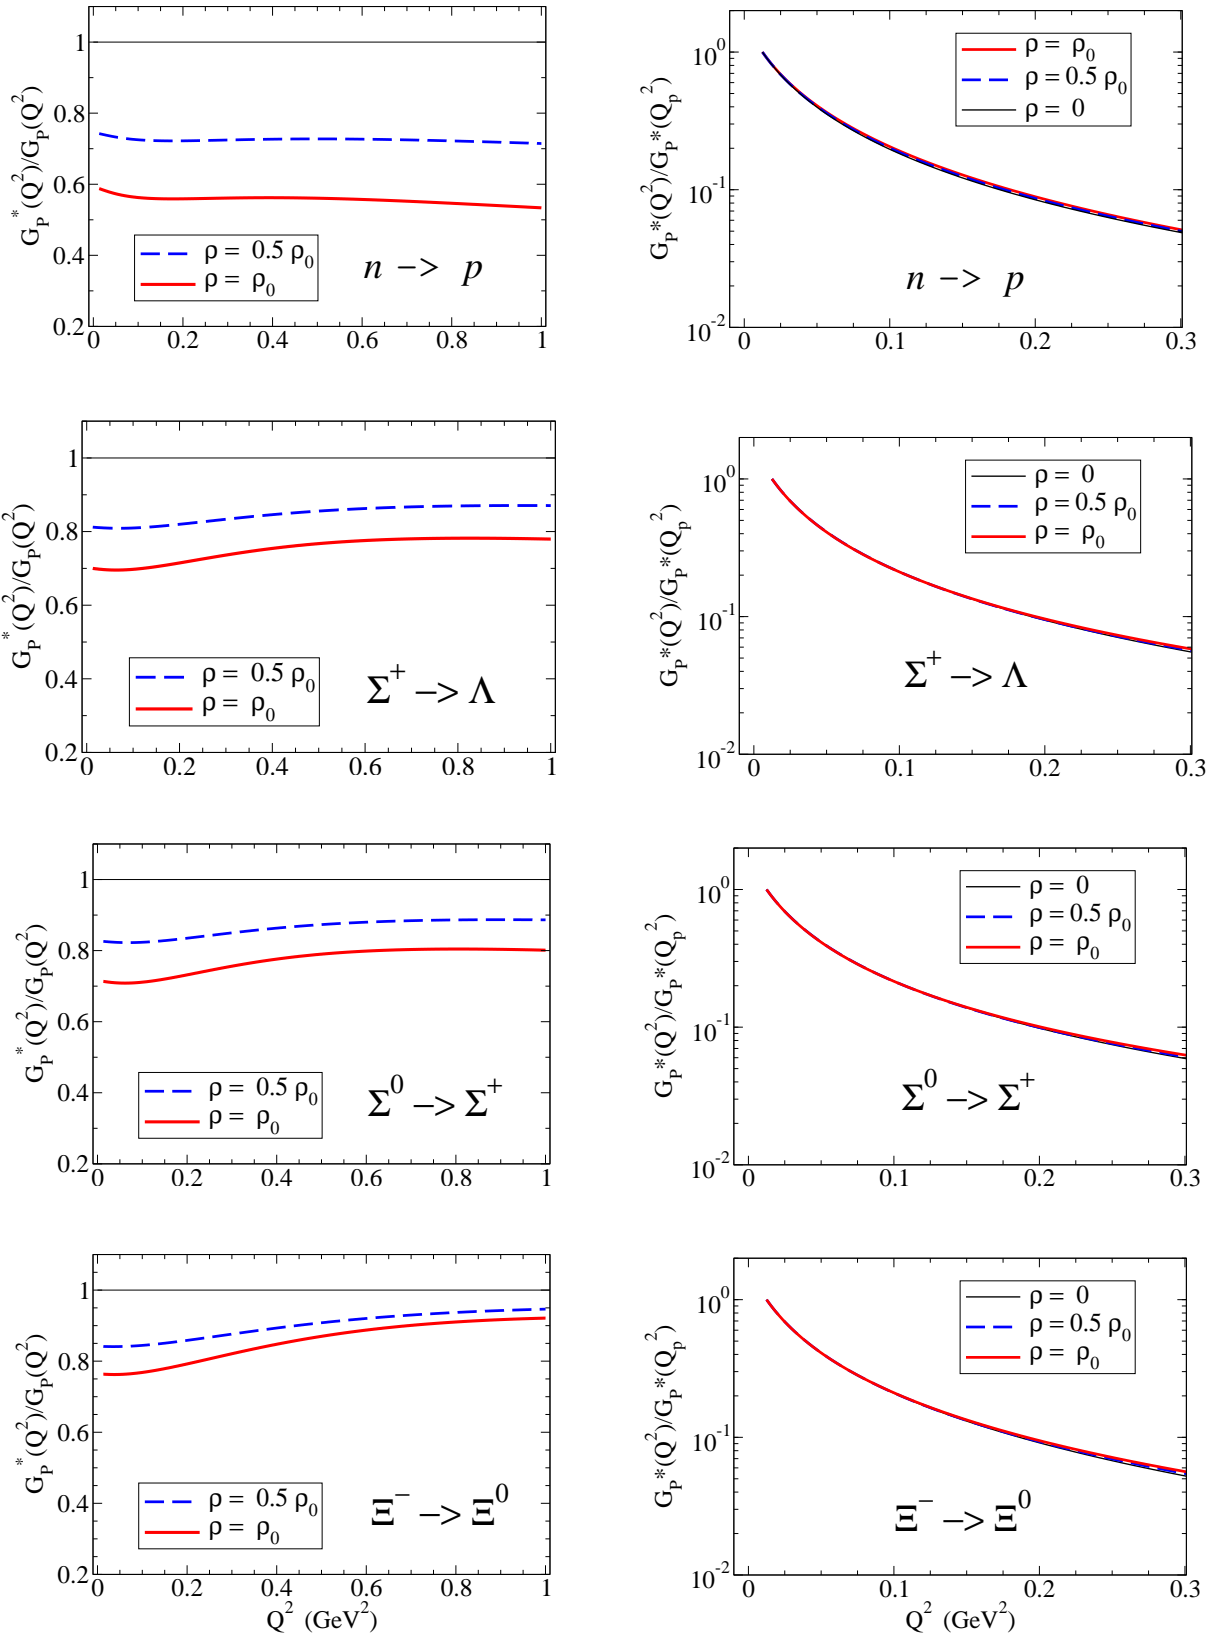 G_P^*(Q^2)/G_P(Q^2)
1
0.8
0.6
0.4
0.2
ρ = 0.5 ρ_0
ρ = ρ_0
n -> p
0 0.2 0.4 0.6 0.8 1
G_P*(Q^2)/G_P*(Q_p^2)
10^0
10^-1
10^-2
ρ = ρ_0
ρ = 0.5 ρ_0
ρ = 0
n -> p
0 0.1 0.2 0.3
G_P^*(Q^2)/G_P(Q^2)
1
0.8
0.6
0.4
0.2
ρ = 0.5 ρ_0
ρ = ρ_0
Σ^+ -> Λ
0 0.2 0.4 0.6 0.8 1
G_P*(Q^2)/G_P*(Q_p^2)
10^0
10^-1
10^-2
ρ = 0
ρ = 0.5 ρ_0
ρ = ρ_0
Σ^+ -> Λ
0 0.1 0.2 0.3
G_P^*(Q^2)/G_P(Q^2)
1
0.8
0.6
0.4
0.2
ρ = 0.5 ρ_0
ρ = ρ_0
Σ^0 -> Σ^+
0 0.2 0.4 0.6 0.8 1
G_P*(Q^2)/G_P*(Q_p^2)
10^0
10^-1
10^-2
ρ = 0
ρ = 0.5 ρ_0
ρ = ρ_0
Σ^0 -> Σ^+
0 0.1 0.2 0.3
G_P^*(Q^2)/G_P(Q^2)
1
0.8
0.6
0.4
0.2
ρ = 0.5 ρ_0
ρ = ρ_0
Ξ^- -> Ξ^0
0 0.2 0.4 0.6 0.8 1
Q^2 (GeV^2)
G_P*(Q^2)/G_P*(Q_p^2)
10^0
10^-1
10^-2
ρ = 0
ρ = 0.5 ρ_0
ρ = ρ_0
Ξ^- -> Ξ^0
0 0.1 0.2 0.3
Q^2 (GeV^2)